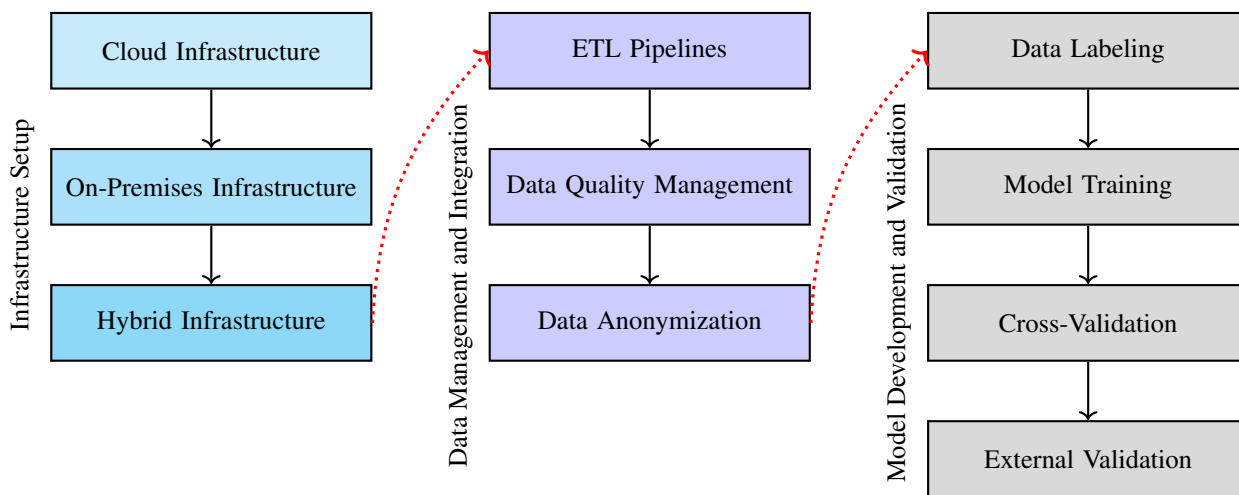 Infrastructure Setup
Cloud Infrastructure
On-Premises Infrastructure
Hybrid Infrastructure
Data Management and Integration
ETL Pipelines
Data Quality Management
Data Anonymization
Model Development and Validation
Data Labeling
Model Training
Cross-Validation
External Validation